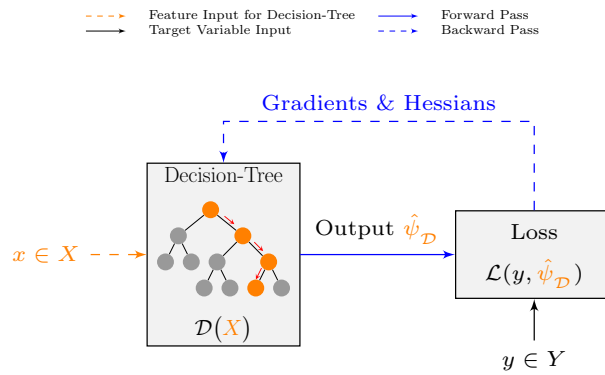 Feature Input for Decision-Tree
Forward Pass
Target Variable Input
Backward Pass
Gradients & Hessians
Decision-Tree
Output ψ̂_𝒟
Loss
x ∈ X
ℒ(y, ψ̂_𝒟)
𝒟(X)
y ∈ Y